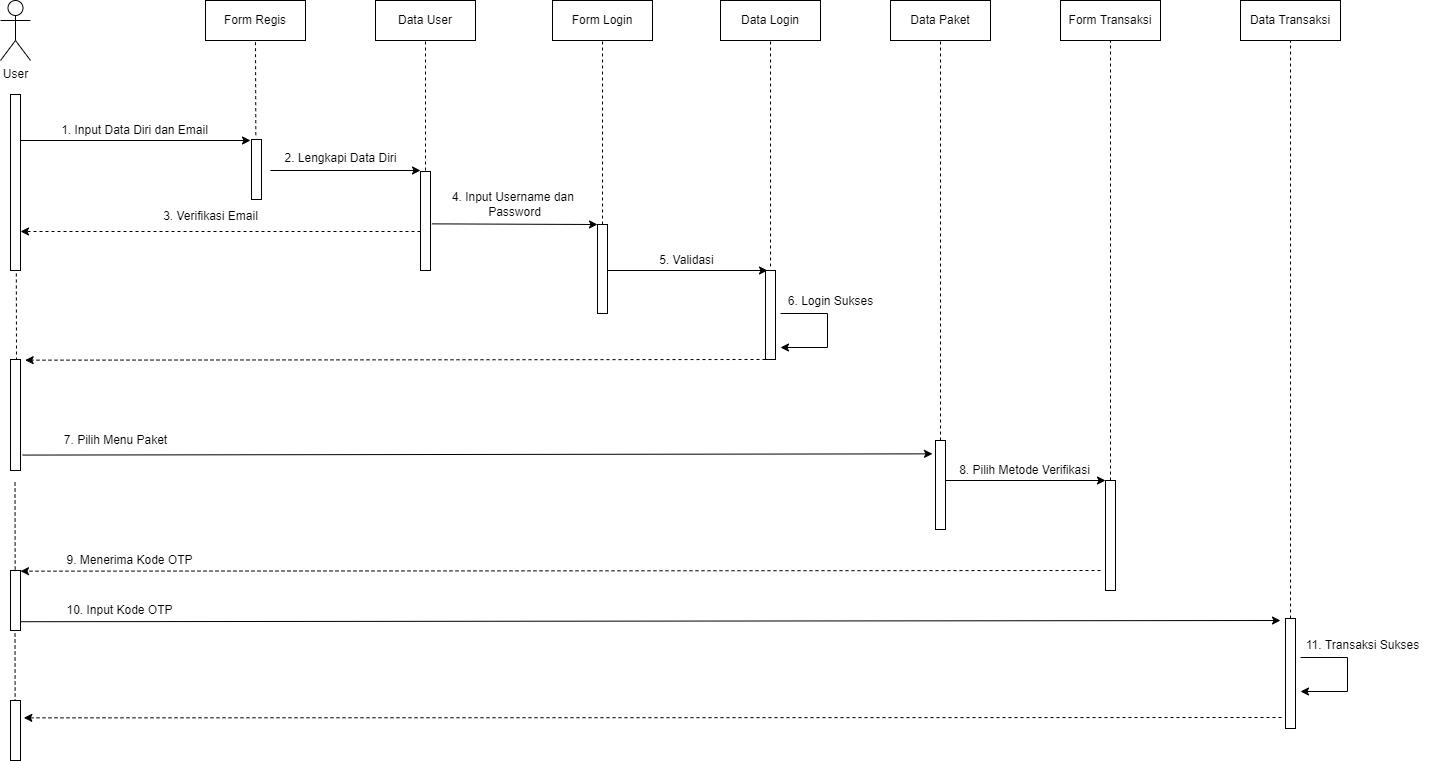 Form Regis
Data User
Form Login
Data Login
Data Paket
Form Transaksi
Data Transaksi
User
1. Input Data Diri dan Email
2. Lengkapi Data Diri
3. Verifikasi Email
4. Input Username dan
Password
5. Validasi
6. Login Sukses
7. Pilih Menu Paket
8. Pilih Metode Verifikasi
9. Menerima Kode OTP
10. Input Kode OTP
11. Transaksi Sukses